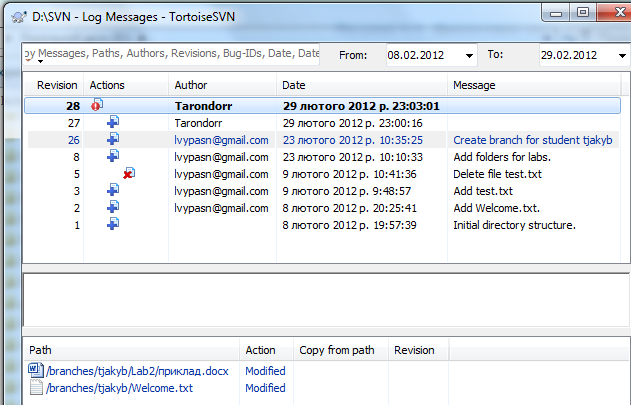 D:\SVN - Log Messages - TortoiseSVN
by Messages, Paths, Authors, Revisions, Bug-IDs, Date, Date From: 08.02.2012 To: 29.02.2012
Revision Actions Author Date Message
28 Tarondorr 29 лютого 2012 р. 23:03:01
27 Tarondorr 29 лютого 2012 р. 23:00:16
26 lvypasn@gmail.com 23 лютого 2012 р. 10:35:25 Create branch for student tjakyb
8 lvypasn@gmail.com 23 лютого 2012 р. 10:10:33 Add folders for labs.
5 lvypasn@gmail.com 9 лютого 2012 р. 10:41:36 Delete file test.txt
3 lvypasn@gmail.com 9 лютого 2012 р. 9:48:57 Add test.txt
2 lvypasn@gmail.com 8 лютого 2012 р. 20:25:41 Add Welcome.txt.
1 8 лютого 2012 р. 19:57:39 Initial directory structure.
Path Action Copy from path Revision
/branches/tjakyb/Lab2/приклад.docx Modified
/branches/tjakyb/Welcome.txt Modified